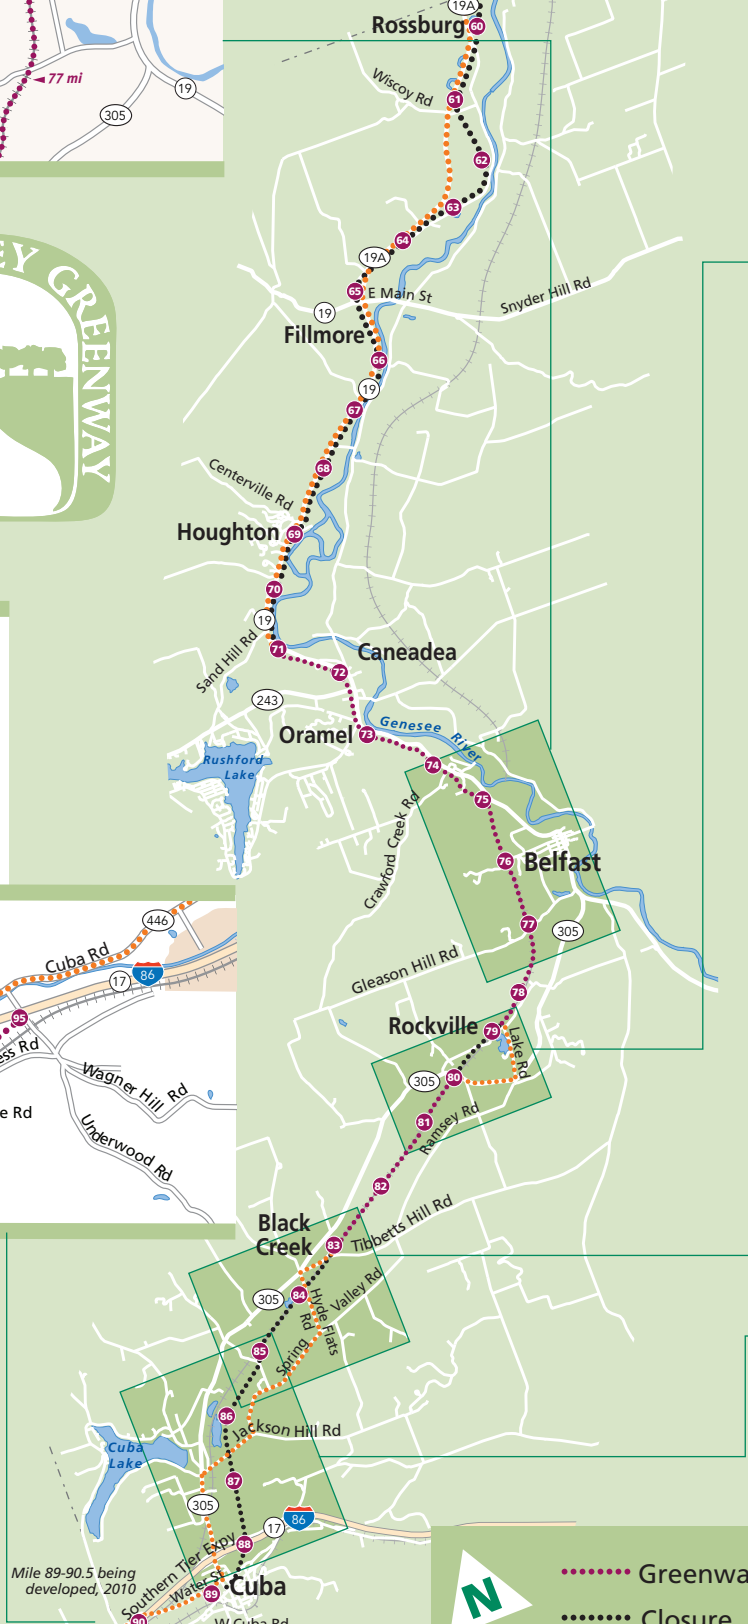 19A
Rossburg
60
77 mi
305
19
Wiscoy Rd
61
62
63
64
19A
65
E Main St
Snyder Hill Rd
19
Fillmore
66
EY GREENWAY
19
67
Centerville Rd
68
Houghton
69
70
19
Sand Hill Rd
71
Caneadea
72
243
Oramel
73
Genesee River
Rushford
Lake
74
75
Crawford Creek Rd
76
Belfast
77
305
446
Cuba Rd
17
86
Gleason Hill Rd
78
95
Rockville
79
Lake Rd
ess Rd
Wagner Hill Rd
305
80
e Rd
81
Ramsey Rd
Underwood Rd
82
Black
Creek
83
Tibbetts Hill Rd
305
84
Hyde Flats
Rd
Spring Valley Rd
85
86
Jackson Hill Rd
Cuba
Lake
87
305
17
86
88
Southern Tier Expy
Mile 89-90.5 being
developed, 2010
Water St
89
Cuba
90
W Cuba Rd
N
Greenwa
Closure